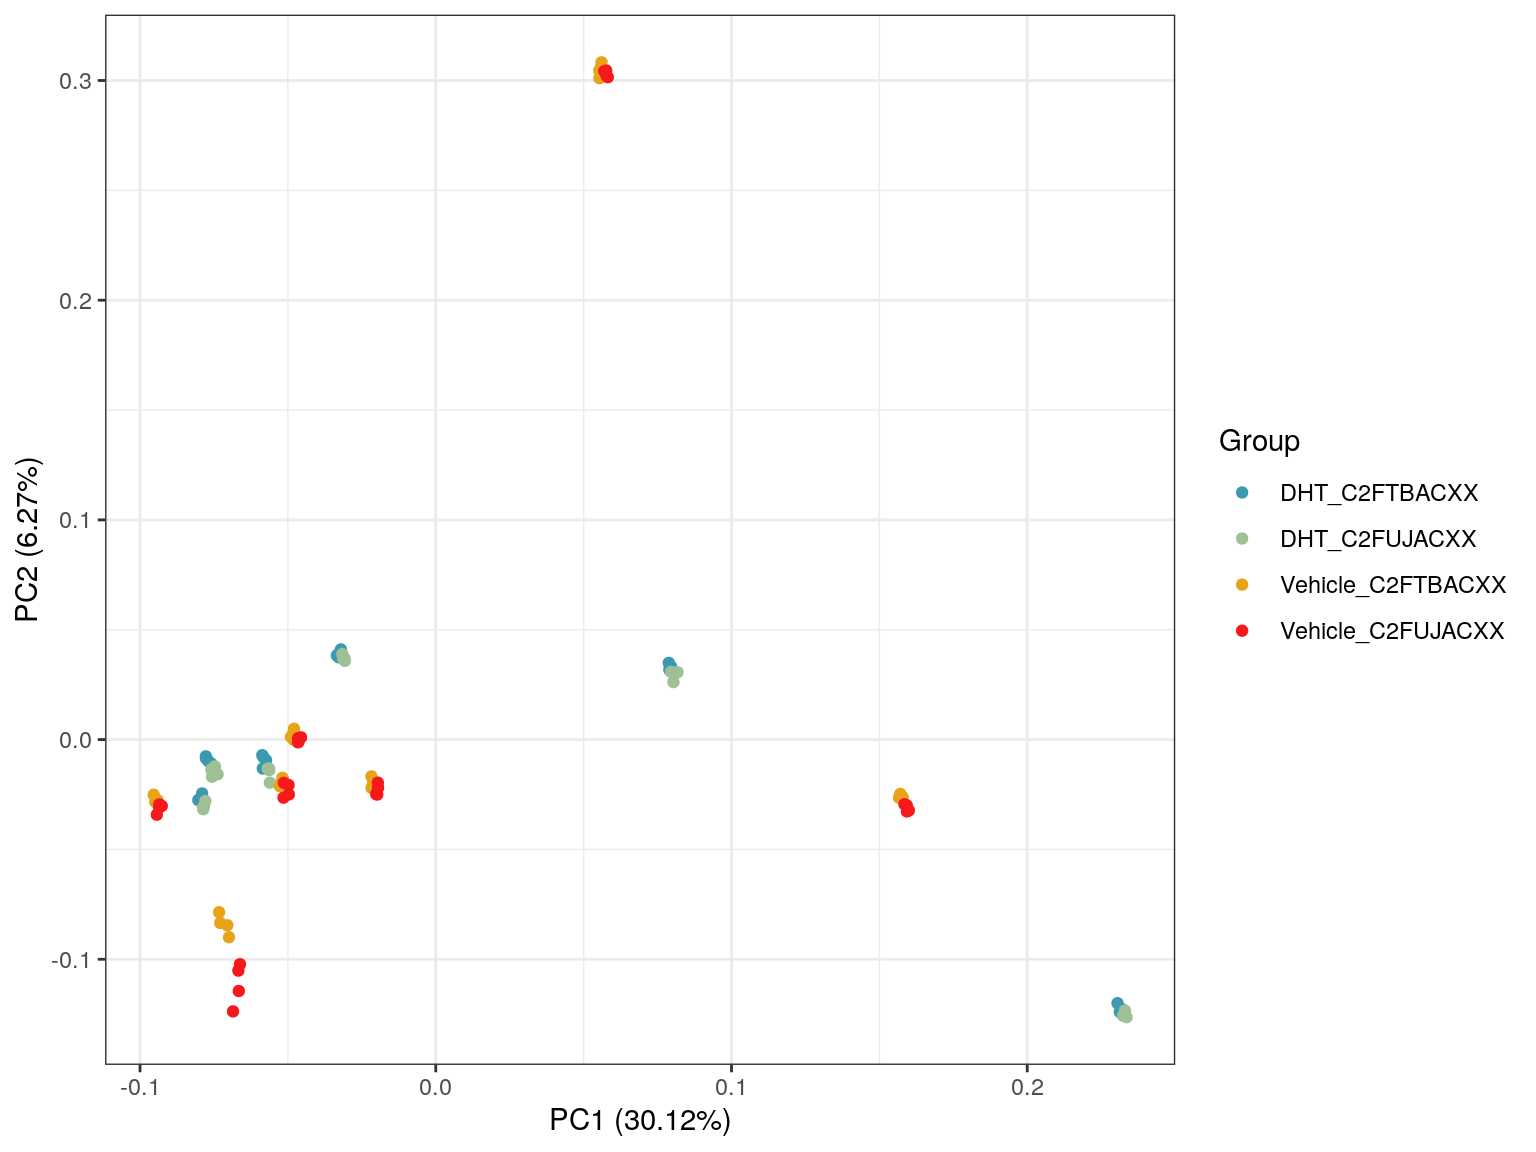 0.3
0.2
0.1
0.0
-0.1
PC2 (6.27%)
-0.1
0.0
0.1
0.2
PC1 (30.12%)
Group
DHT_C2FTBACXX
DHT_C2FUJACXX
Vehicle_C2FTBACXX
Vehicle_C2FUJACXX